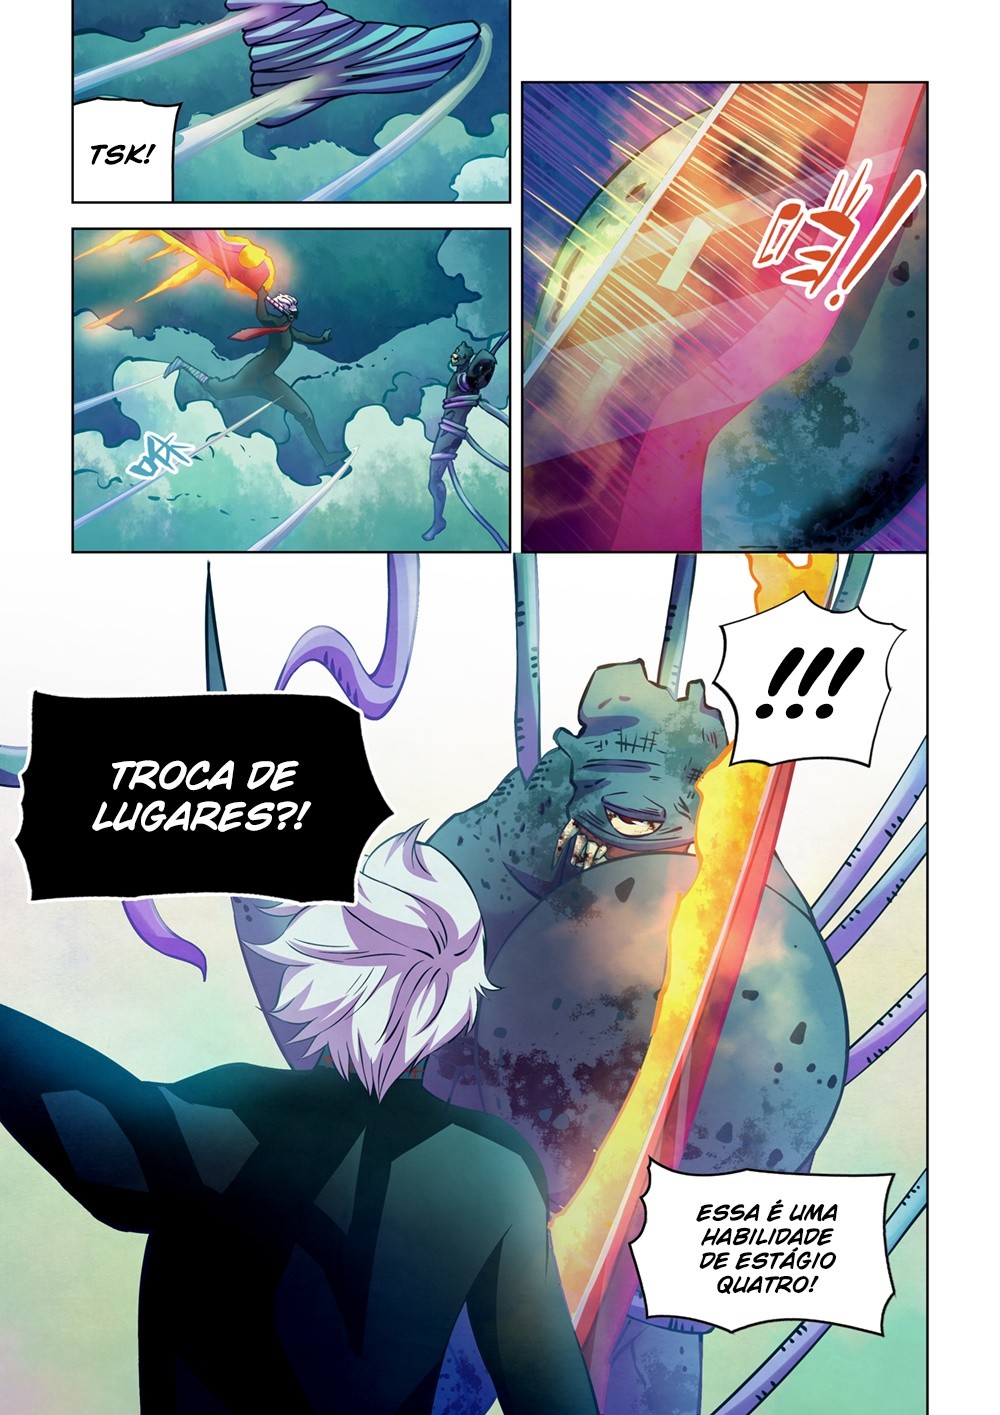 TSK!
!!!
TROCA DE
LUGARES?!
ESSA É UMA
HABILIDADE
DE ESTÁGIO
QUATRO!